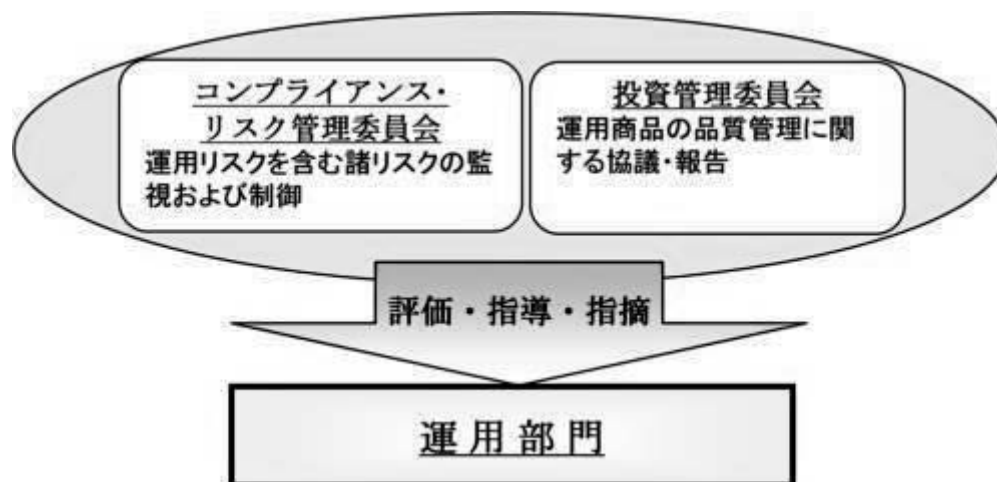 コンプライアンス・
リスク管理委員会
運用リスクを含む諸リスクの監
視および制御
投資管理委員会
運用商品の品質管理に関
する協議・報告
評価・指導・指摘
運用部門